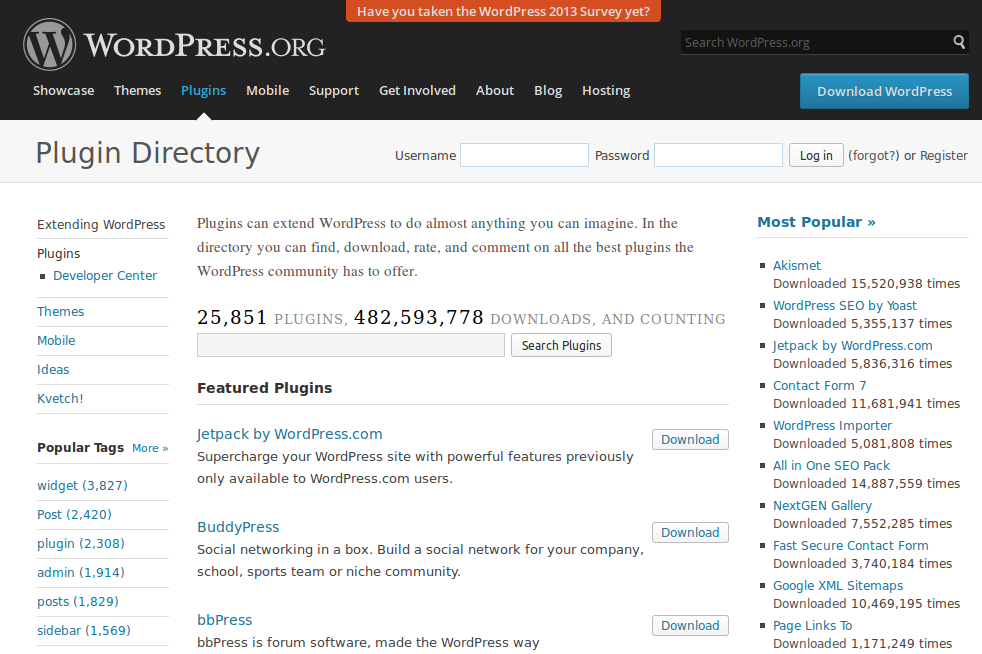 Have you taken the WordPress 2013 Survey yet?
WORDPRESS.ORG
Search WordPress.org
Showcase Themes Plugins Mobile Support Get Involved About Blog Hosting
Download WordPress
Plugin Directory
Username Password Log in (forgot?) or Register
Extending WordPress
Plugins
Developer Center
Themes
Mobile
Ideas
Kvetch!
Popular Tags More »
widget (3,827)
Post (2,420)
plugin (2,308)
admin (1,914)
posts (1,829)
sidebar (1,569)
Plugins can extend WordPress to do almost anything you can imagine. In the
directory you can find, download, rate, and comment on all the best plugins the
WordPress community has to offer.
25,851 PLUGINS, 482,593,778 DOWNLOADS, AND COUNTING
Search Plugins
Featured Plugins
Jetpack by WordPress.com
Download
Supercharge your WordPress site with powerful features previously
only available to WordPress.com users.
BuddyPress
Download
Social networking in a box. Build a social network for your company,
school, sports team or niche community.
bbPress
Download
bbPress is forum software, made the WordPress way
Most Popular »
Akismet
Downloaded 15,520,938 times
WordPress SEO by Yoast
Downloaded 5,355,137 times
Jetpack by WordPress.com
Downloaded 5,836,316 times
Contact Form 7
Downloaded 11,681,941 times
WordPress Importer
Downloaded 5,081,808 times
All in One SEO Pack
Downloaded 14,887,559 times
NextGEN Gallery
Downloaded 7,552,285 times
Fast Secure Contact Form
Downloaded 3,740,184 times
Google XML Sitemaps
Downloaded 10,469,195 times
Page Links To
Downloaded 1,171,249 times